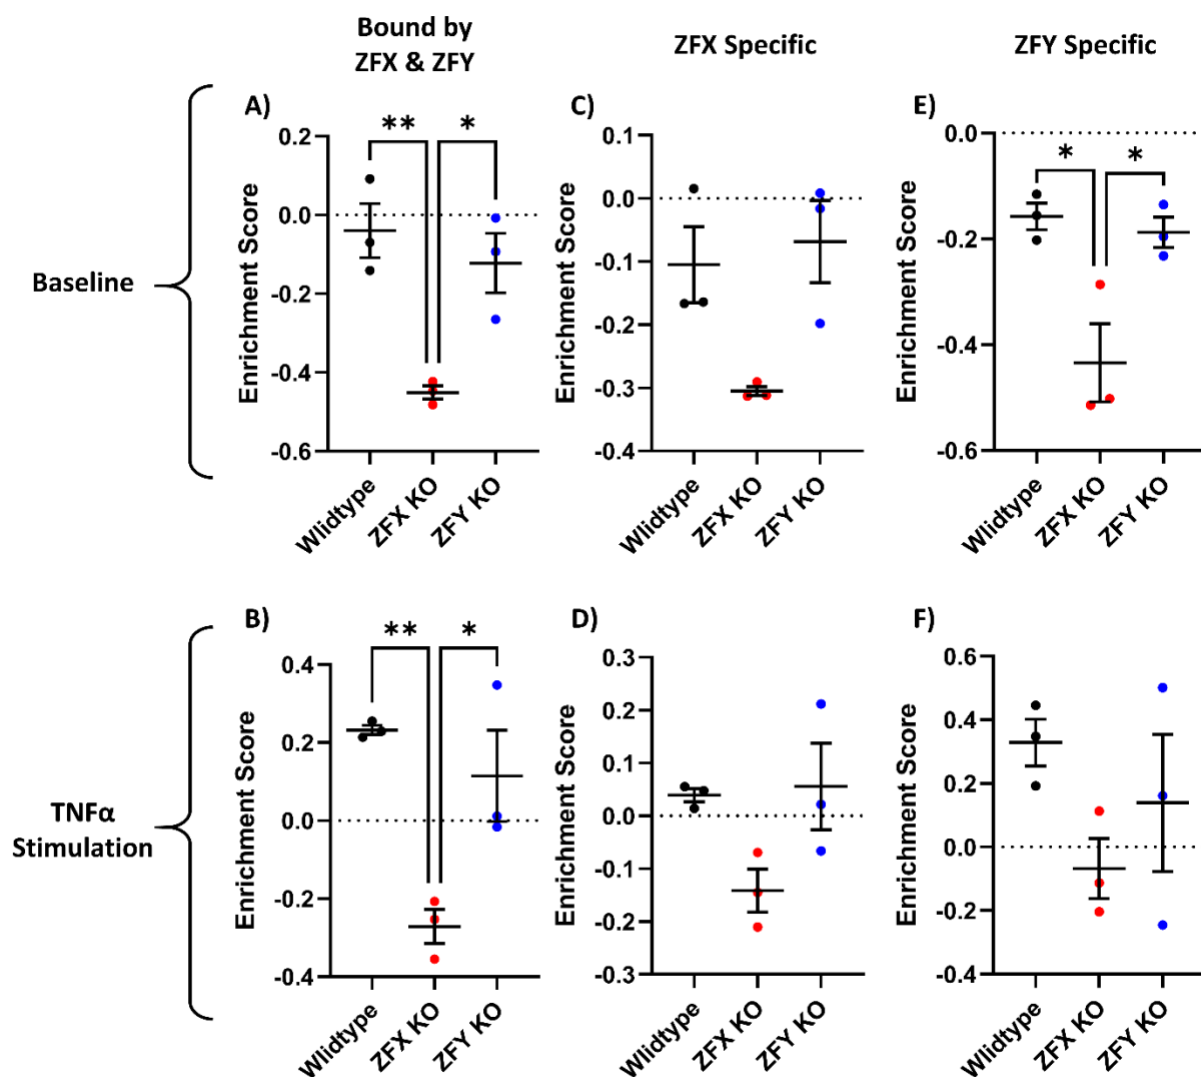 Bound by
ZFX & ZFY
ZFX Specific
ZFY Specific
Baseline
A)
** *
Enrichment Score
0.2
0.0
-0.2
-0.4
-0.6
Wlidtype
ZFX KO
ZFY KO
C)
Enrichment Score
0.1
0.0
-0.1
-0.2
-0.3
-0.4
Wlidtype
ZFX KO
ZFY KO
E)
* *
Enrichment Score
0.0
-0.2
-0.4
-0.6
Wlidtype
ZFX KO
ZFY KO
TNFα
Stimulation
B)
** *
Enrichment Score
0.4
0.2
0.0
-0.2
-0.4
Wlidtype
ZFX KO
ZFY KO
D)
Enrichment Score
0.3
0.2
0.1
0.0
-0.1
-0.2
-0.3
Wlidtype
ZFX KO
ZFY KO
F)
Enrichment Score
0.6
0.4
0.2
0.0
-0.2
-0.4
Wlidtype
ZFX KO
ZFY KO